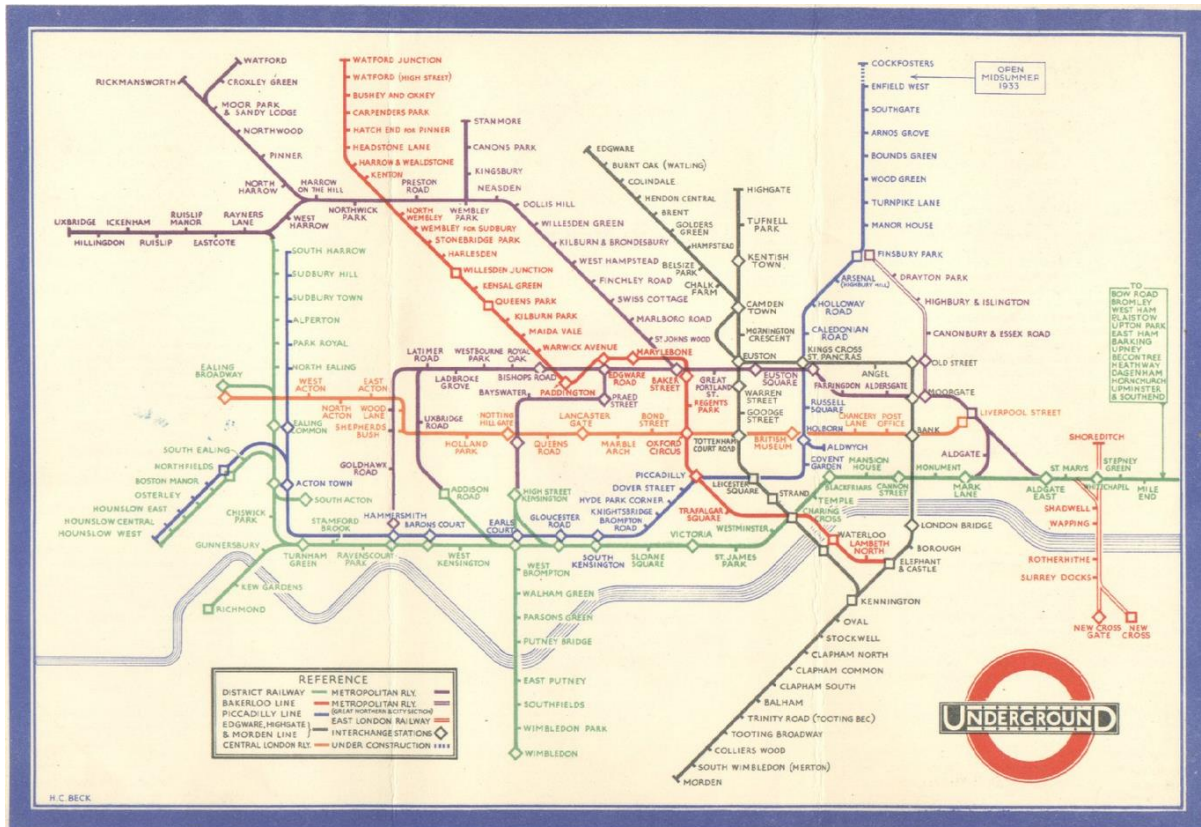 WATFORD
CROXLEY GREEN
RICKMANSWORTH
MOOR PARK
& SANDY LODGE
NORTHWOOD
PINNER
NORTH
HARROW
HARROW
ON THE HILL
WEST
HARROW
RAYNERS
LANE
EASTCOTE
RUISLIP
MANOR
RUISLIP
ICKENHAM
HILLINGDON
UXBRIDGE
NORTHWICK
PARK
PRESTON
ROAD
WEMBLEY
PARK
STANMORE
CANONS PARK
KINGSBURY
NEASDEN
DOLLIS HILL
WILLESDEN GREEN
KILBURN & BRONDESBURY
WEST HAMPSTEAD
FINCHLEY ROAD
SWISS COTTAGE
MARLBORO ROAD
ST. JOHNS WOOD
WATFORD JUNCTION
WATFORD (HIGH STREET)
BUSHEY AND OXHEY
CARPENDERS PARK
HATCH END FOR PINNER
HEADSTONE LANE
HARROW & WEALDSTONE
KENTON
NORTH
WEMBLEY
WEMBLEY FOR SUDBURY
STONEBRIDGE PARK
HARLESDEN
WILLESDEN JUNCTION
KENSAL GREEN
QUEENS PARK
KILBURN PARK
MAIDA VALE
WARWICK AVENUE
PADDINGTON
EDGWARE
ROAD
MARYLEBONE
BAKER
STREET
REGENTS
PARK
OXFORD
CIRCUS
PICCADILLY
TRAFALGAR
SQUARE
EDGWARE
BURNT OAK (WATLING)
COLINDALE
HENDON CENTRAL
BRENT
GOLDERS
GREEN
HAMPSTEAD
BELSIZE
PARK
CHALK
FARM
HIGHGATE
TUFNELL
PARK
KENTISH
TOWN
CAMDEN
TOWN
MORNINGTON
CRESCENT
EUSTON
WARREN
STREET
GOODGE
STREET
TOTTENHAM
COURT ROAD
LEICESTER
SQUARE
STRAND
CHARING
CROSS
WATERLOO
LAMBETH
NORTH
ELEPHANT
& CASTLE
KENNINGTON
OVAL
STOCKWELL
CLAPHAM NORTH
CLAPHAM COMMON
CLAPHAM SOUTH
BALHAM
TRINITY ROAD (TOOTING BEC)
TOOTING BROADWAY
COLLIERS WOOD
SOUTH WIMBLEDON (MERTON)
MORDEN
COCKFOSTERS
OPEN
MIDSUMMER
1933
ENFIELD WEST
SOUTHGATE
ARNOS GROVE
BOUNDS GREEN
WOOD GREEN
TURNPIKE LANE
MANOR HOUSE
FINSBURY PARK
ARSENAL
(HIGHBURY HILL)
HOLLOWAY
ROAD
CALEDONIAN
ROAD
KINGS CROSS
ST. PANCRAS
RUSSELL
SQUARE
HOLBORN
ALDWYCH
COVENT
GARDEN
DRAYTON PARK
HIGHBURY & ISLINGTON
CANONBURY & ESSEX ROAD
OLD STREET
ANGEL
MOORGATE
BANK
LONDON BRIDGE
BOROUGH
TO
BOW ROAD
BROMLEY
WEST HAM
PLAISTOW
UPTON PARK
EAST HAM
BARKING
UPNEY
BECONTREE
HEATHWAY
DAGENHAM
HORNCHURCH
UPMINSTER
& SOUTHEND
SOUTH HARROW
SUDBURY HILL
SUDBURY TOWN
ALPERTON
PARK ROYAL
NORTH EALING
EALING
BROADWAY
EALING
COMMON
SOUTH EALING
NORTHFIELDS
BOSTON MANOR
OSTERLEY
HOUNSLOW EAST
HOUNSLOW CENTRAL
HOUNSLOW WEST
ACTON TOWN
SOUTH ACTON
CHISWICK
PARK
GUNNERSBURY
KEW GARDENS
RICHMOND
TURNHAM
GREEN
STAMFORD
BROOK
RAVENSCOURT
PARK
HAMMERSMITH
BARONS COURT
WEST
KENSINGTON
EARLS
COURT
GLOUCESTER
ROAD
SOUTH
KENSINGTON
SLOANE
SQUARE
VICTORIA
ST. JAMES
PARK
WESTMINSTER
TEMPLE
BLACKFRIARS
MANSION
HOUSE
CANNON
STREET
MONUMENT
MARK
LANE
ALDGATE
ALDGATE
EAST
ST. MARYS
WHITECHAPEL
STEPNEY
GREEN
MILE
END
WEST
ACTON
NORTH
ACTON
EAST
ACTON
WOOD
LANE
SHEPHERDS
BUSH
HOLLAND
PARK
NOTTING
HILL GATE
QUEENS
ROAD
LANCASTER
GATE
MARBLE
ARCH
BOND
STREET
BRITISH
MUSEUM
CHANCERY
LANE
POST
OFFICE
LIVERPOOL STREET
LATIMER
ROAD
LADBROKE
GROVE
WESTBOURNE
ROYAL
OAK
BISHOPS ROAD
BAYSWATER
PRAED
STREET
UXBRIDGE
ROAD
GOLDHAWK
ROAD
ADDISON
ROAD
HIGH STREET
KENSINGTON
GREAT
PORTLAND
ST.
EUSTON
SQUARE
FARRINGDON
ALDERSGATE
DOVER STREET
HYDE PARK CORNER
KNIGHTSBRIDGE
BROMPTON
ROAD
WEST
BROMPTON
WALHAM GREEN
PARSONS GREEN
PUTNEY BRIDGE
EAST PUTNEY
SOUTHFIELDS
WIMBLEDON PARK
WIMBLEDON
SHOREDITCH
SHADWELL
WAPPING
ROTHERHITHE
SURREY DOCKS
NEW CROSS
GATE
NEW
CROSS
REFERENCE
DISTRICT RAILWAY
BAKERLOO LINE
PICCADILLY LINE
EDGWARE, HIGHGATE
& MORDEN LINE
CENTRAL LONDON RLY.
METROPOLITAN RLY.
METROPOLITAN RLY.
(GREAT NORTHERN & CITY SECTION)
EAST LONDON RAILWAY
INTERCHANGE STATIONS
UNDER CONSTRUCTION
UNDERGROUND
H.C. BECK